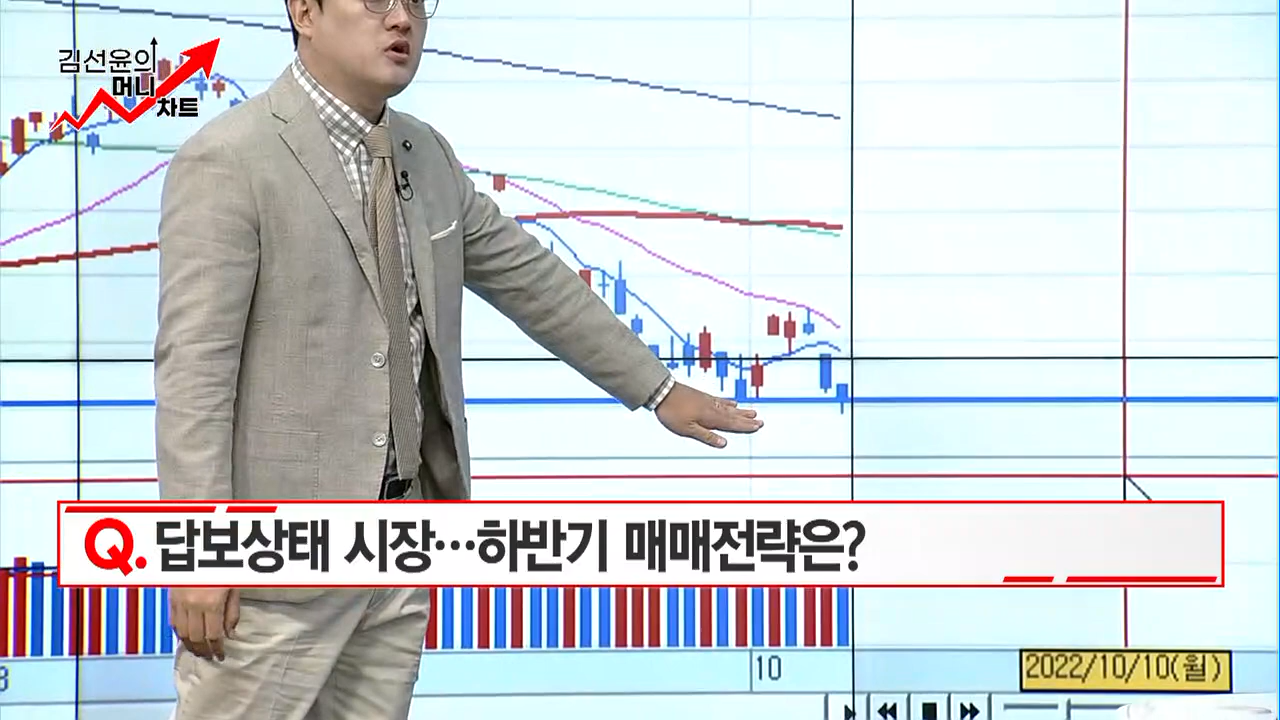 김선윤의
머니
차트
Q. 답보상태 시장…하반기 매매전략은?
10
2022/10/10(월)